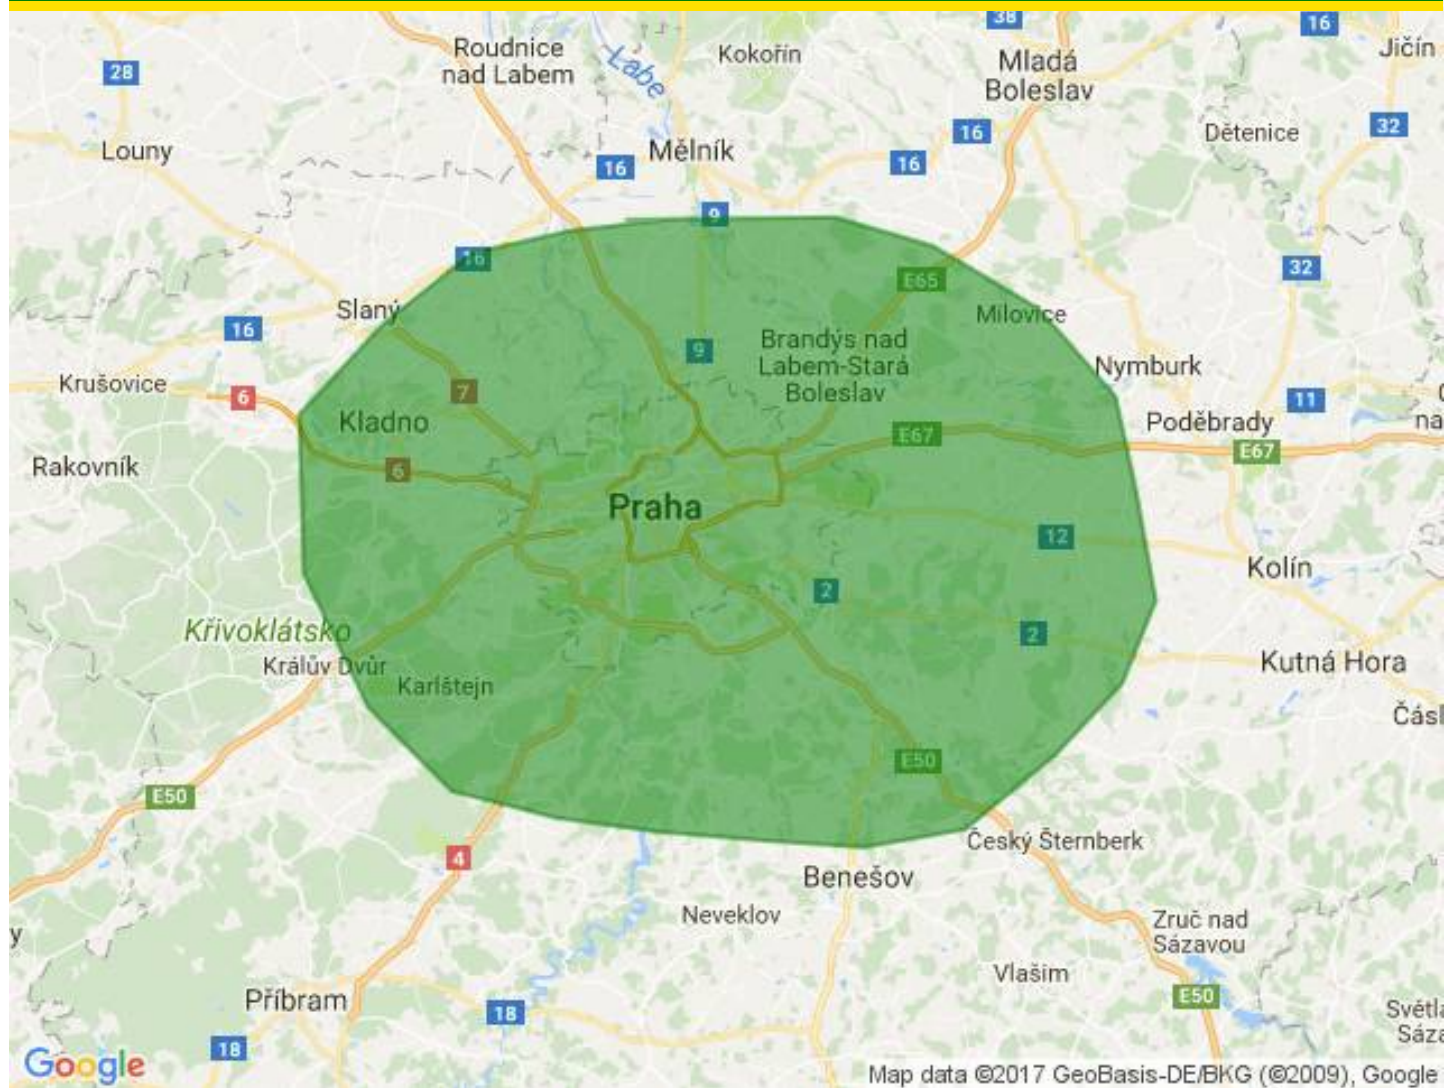 38
16
Roudnice
nad Labem
Labe
Kokořín
Mladá
Boleslav
Jičín
28
Louny
16
Mělník
16
16
Dětenice
32
9
16
E65
32
Slaný
16
Milovice
9
Brandýs nad
Labem-Stará
Boleslav
Nymburk
Krušovice
6
7
11
Kladno
E67
Poděbrady
na
E67
Rakovník
6
Praha
12
Kolín
2
Křivoklátsko
2
Králův Dvůr
Karlštejn
Kutná Hora
Čásl
E50
E50
4
Český Šternberk
Benešov
Neveklov
Zruč nad
Sázavou
y
Vlašim
Příbram
18
E50
Světla
Sáza
18
Google
Map data ©2017 GeoBasis-DE/BKG (©2009), Google